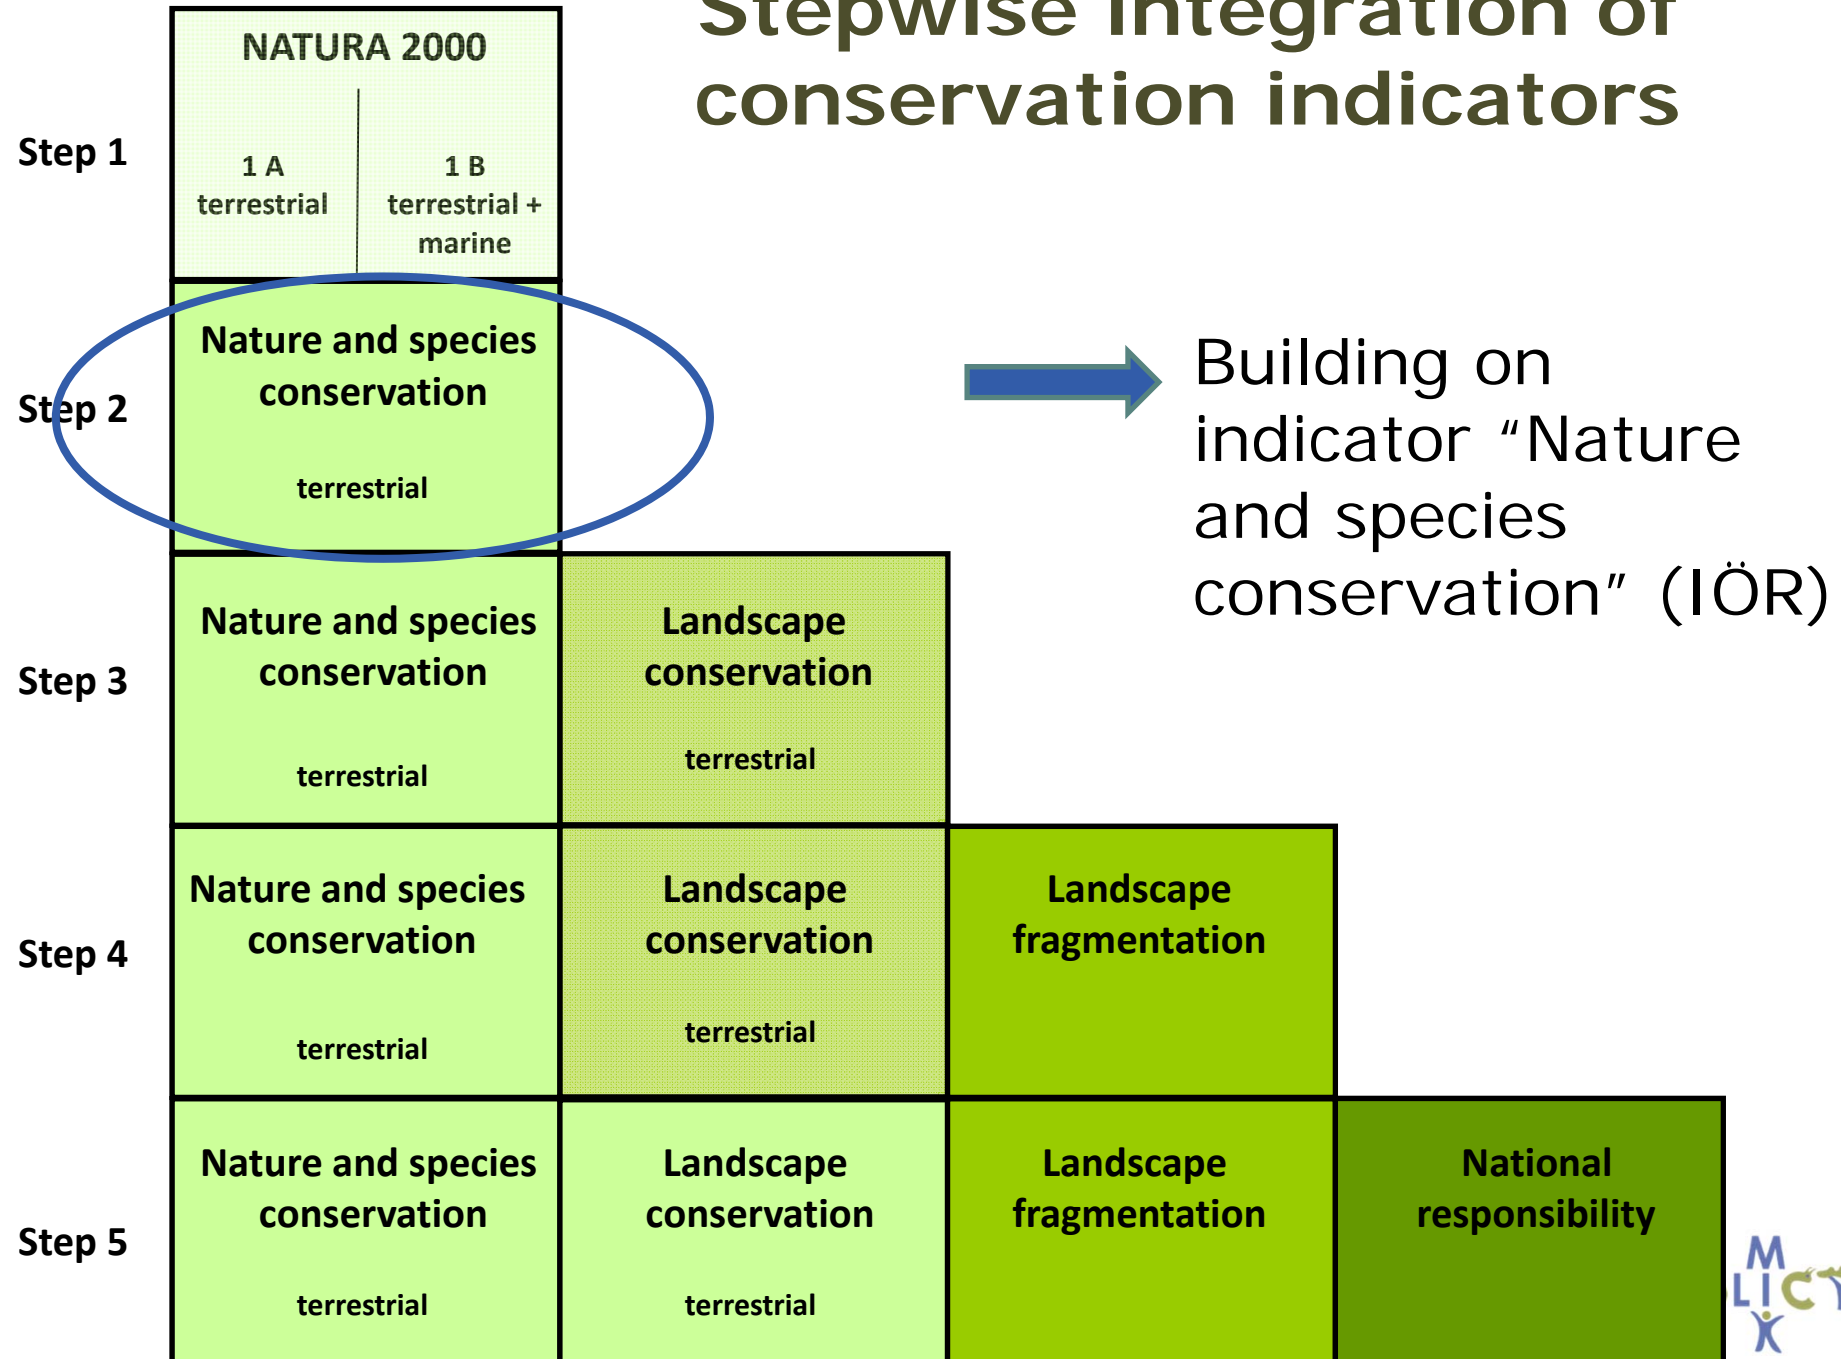 Stepwise integration of
conservation indicators
Step 1
NATURA 2000
1 A
terrestrial
1 B
terrestrial +
marine
Step 2
Nature and species
conservation
terrestrial
Building on
indicator “Nature
and species
conservation” (IÖR)
Step 3
Nature and species
conservation
terrestrial
Landscape
conservation
terrestrial
Step 4
Nature and species
conservation
terrestrial
Landscape
conservation
terrestrial
Landscape
fragmentation
Step 5
Nature and species
conservation
terrestrial
Landscape
conservation
terrestrial
Landscape
fragmentation
National
responsibility